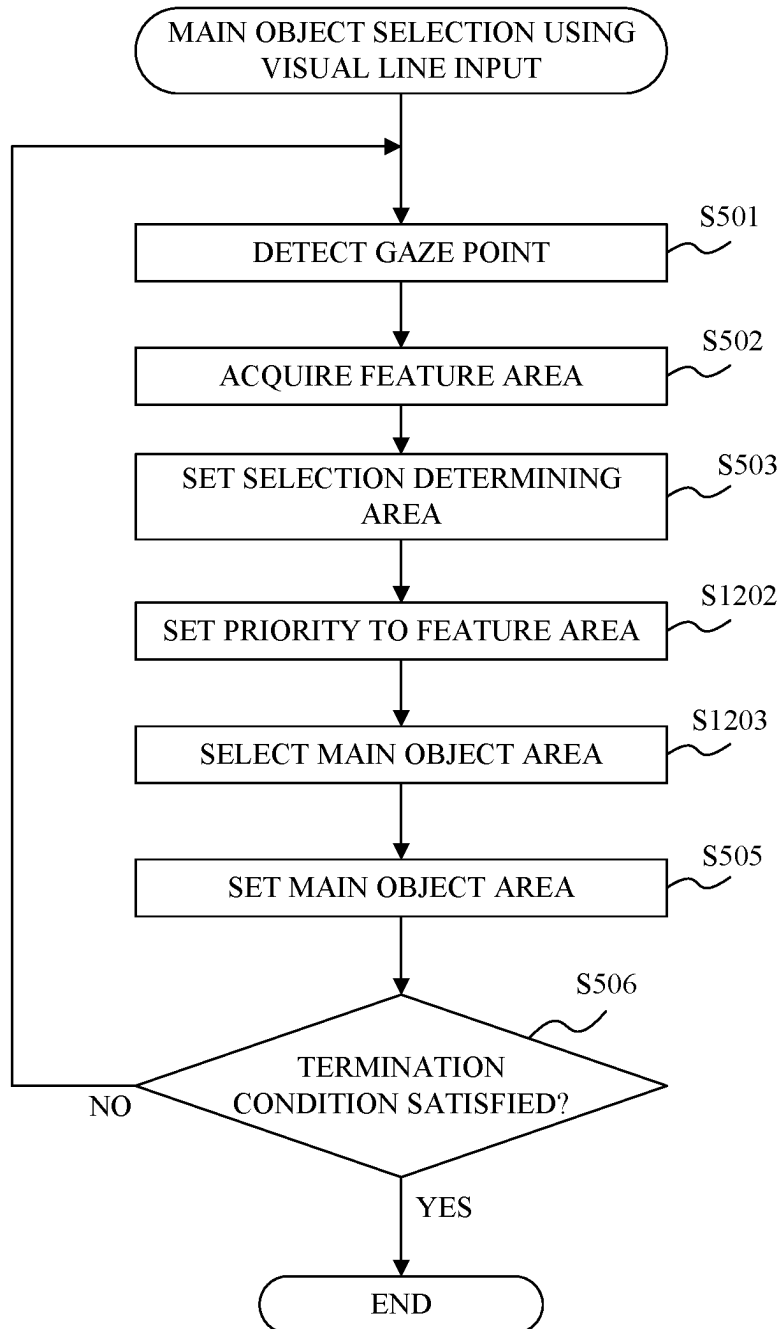 MAIN OBJECT SELECTION USING
VISUAL LINE INPUT
S501
DETECT GAZE POINT
S502
ACQUIRE FEATURE AREA
S503
SET SELECTION DETERMINING
AREA
S1202
SET PRIORITY TO FEATURE AREA
S1203
SELECT MAIN OBJECT AREA
S505
SET MAIN OBJECT AREA
S506
TERMINATION
CONDITION SATISFIED?
NO
YES
END